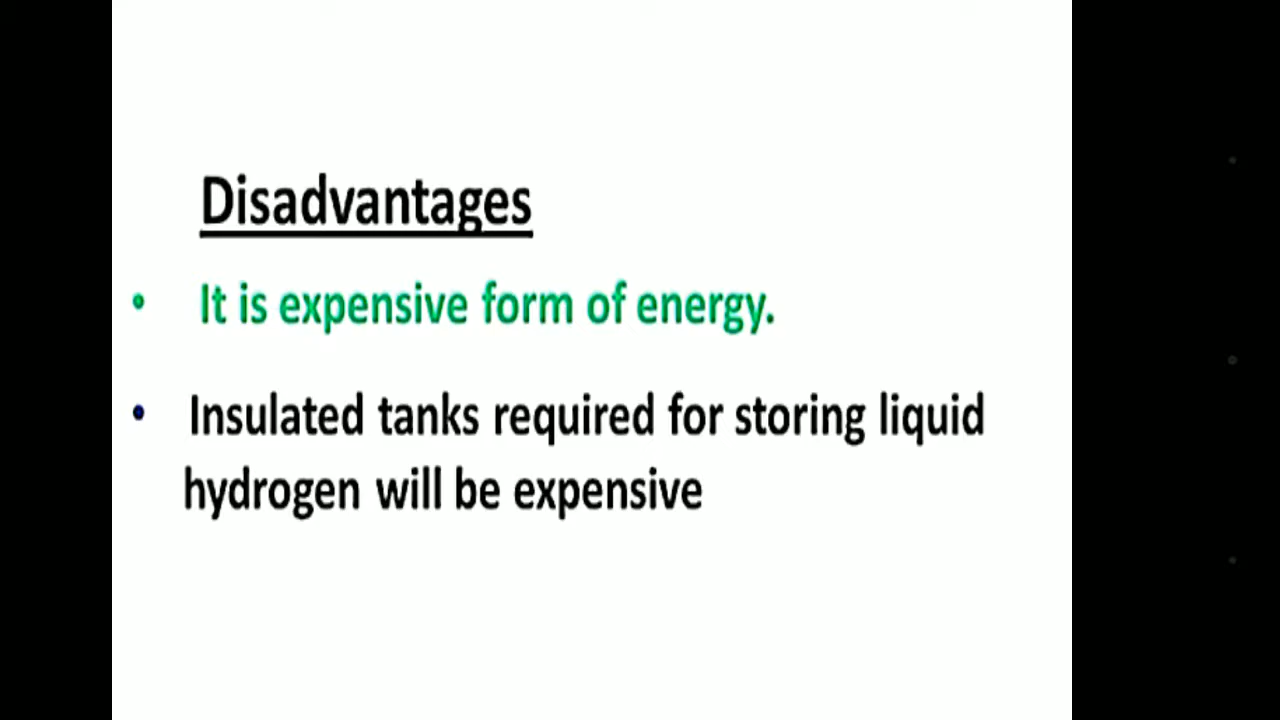 Disadvantages
• It is expensive form of energy.
• Insulated tanks required for storing liquid
hydrogen will be expensive